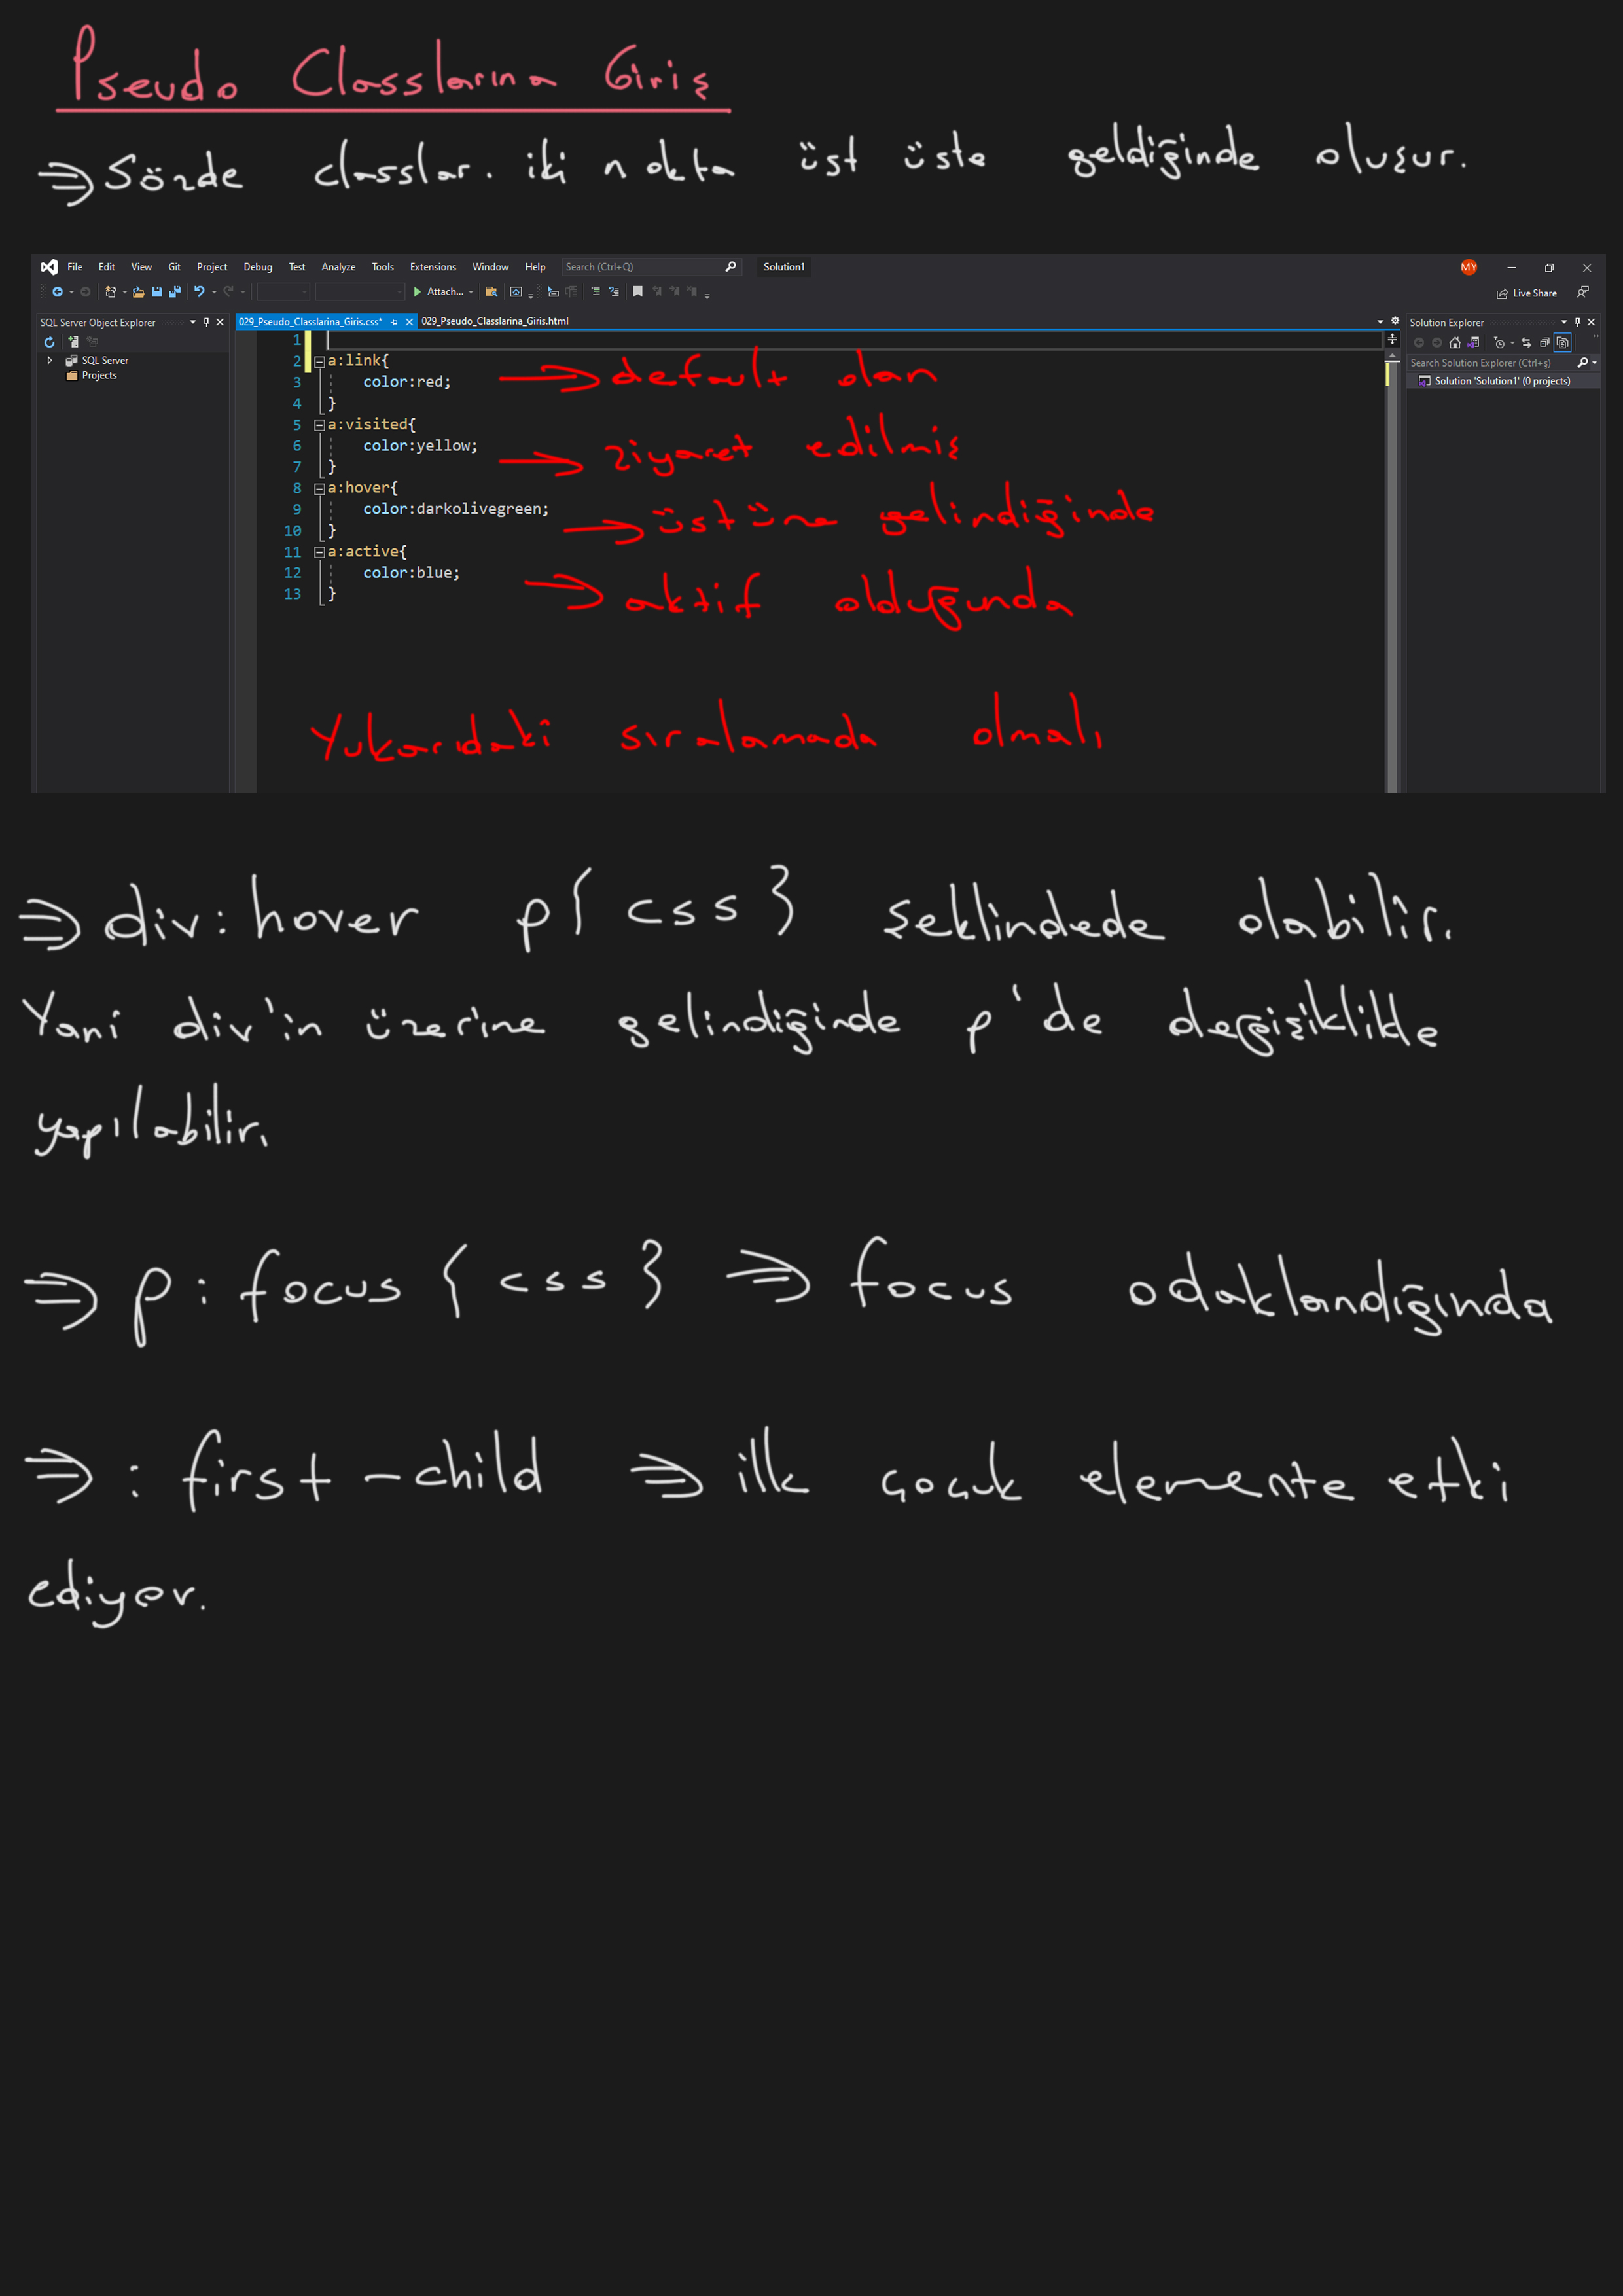 Pseudo Classlarına Giriş
⇒ Sözde classlar. iki nokta üst üste geldiğinde oluşur.
File Edit View Git Project Debug Test Analyze Tools Extensions Window Help Search (Ctrl+Q) Solution1 MY
Attach... Live Share
SQL Server Object Explorer
SQL Server
Projects
029_Pseudo_Classlarina_Giris.css* 029_Pseudo_Classlarina_Giris.html
1
2 a:link{
3 color:red; ⇒ default olan
4 }
5 a:visited{
6 color:yellow; ⇒ ziyaret edilmiş
7 }
8 a:hover{
9 color:darkolivegreen; ⇒ üstüne gelindiğinde
10 }
11 a:active{
12 color:blue; ⇒ aktif olduğunda
13 }
Yukarıdaki sıralamada olmalı
Solution Explorer
Search Solution Explorer (Ctrl+ş)
Solution 'Solution1' (0 projects)
⇒ div:hover p{ css } şeklindede olabilir.
Yani div'in üzerine gelindiğinde p'de değişiklikle
yapılabilir.
⇒ p:focus { css } ⇒ focus odaklandiğında
⇒ :first-child ⇒ ilk çocuk elemente etki
ediyor.